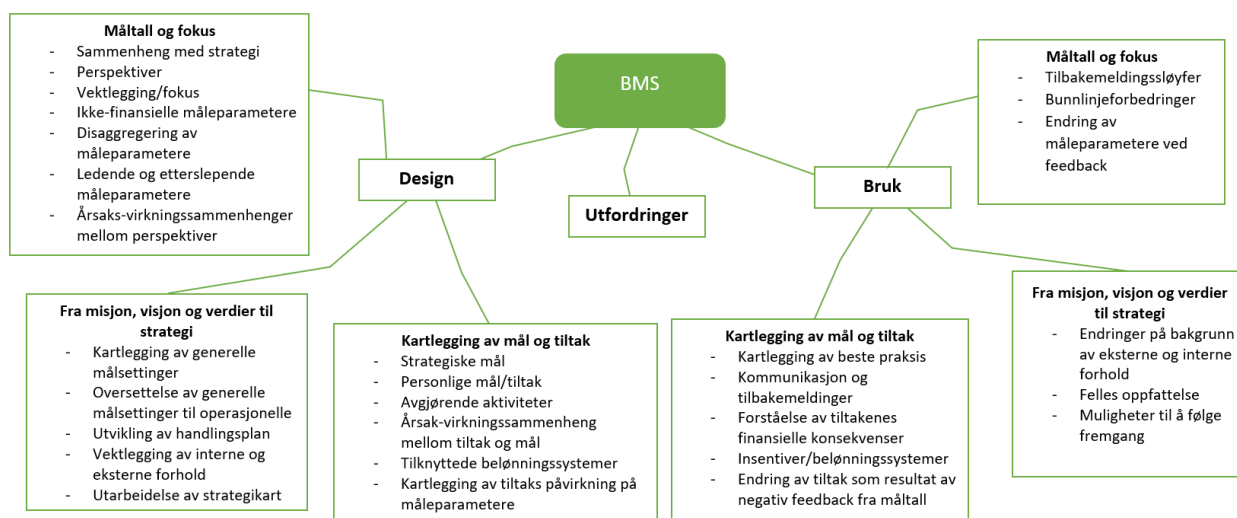 BMS
Design
Utfordringer
Bruk
Måltall og fokus
- Sammenheng med strategi
- Perspektiver
- Vektlegging/fokus
- Ikke-finansielle måleparametere
- Disaggregering av
måleparametere
- Ledende og etterslepende
måleparametere
- Årsaks-virkningssammenhenger
mellom perspektiver
Fra misjon, visjon og verdier til
strategi
- Kartlegging av generelle
målsettinger
- Oversettelse av generelle
målsettinger til operasjonelle
- Utvikling av handlingsplan
- Vektlegging av interne og
eksterne forhold
- Utarbeidelse av strategikart
Kartlegging av mål og tiltak
- Strategiske mål
- Personlige mål/tiltak
- Avgjørende aktiviteter
- Årsak-virkningssammenheng
mellom tiltak og mål
- Tilknyttede belønningssystemer
- Kartlegging av tiltaks påvirkning på
måleparametere
Kartlegging av mål og tiltak
- Kartlegging av beste praksis
- Kommunikasjon og
tilbakemeldinger
- Forståelse av tiltakenes
finansielle konsekvenser
- Insentiver/belønningssystemer
- Endring av tiltak som resultat av
negativ feedback fra måltall
Måltall og fokus
- Tilbakemeldingssløyfer
- Bunnlinjeforbedringer
- Endring av
måleparametere ved
feedback
Fra misjon, visjon og verdier
til strategi
- Endringer på bakgrunn
av eksterne og interne
forhold
- Felles oppfattelse
- Muligheter til å følge
fremgang